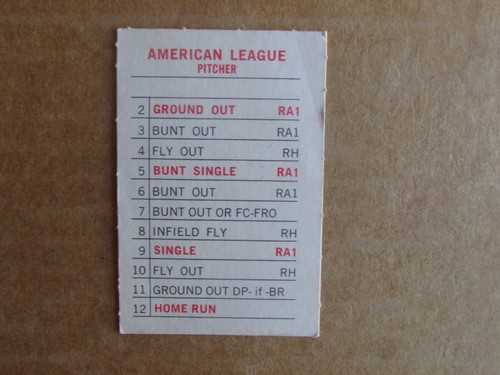 AMERICAN LEAGUE
PITCHER
2 GROUND OUT RA1
3 BUNT OUT RA1
4 FLY OUT RH
5 BUNT SINGLE RA1
6 BUNT OUT RA1
7 BUNT OUT OR FC-FRO
8 INFIELD FLY RH
9 SINGLE RA1
10 FLY OUT RH
11 GROUND OUT DP- if -BR
12 HOME RUN